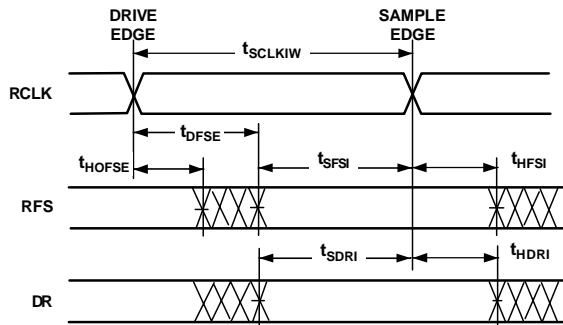 DRIVE
EDGE
SAMPLE
EDGE
tSCLKIW
RCLK
tDFSE
tHOFSE
tSFSI
tHFSI
RFS
tSDRI
tHDRI
DR